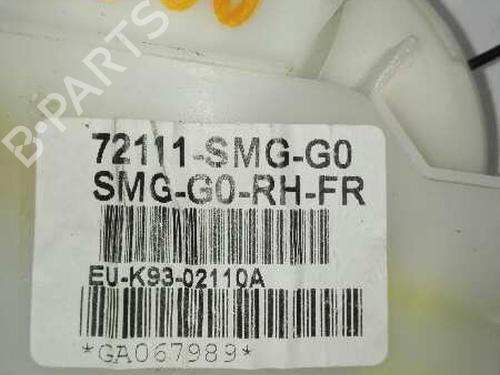 B-PARTS
72111-SMG-G0
SMG-G0-RH-FR
EU-K93-02110A
*GA067989*